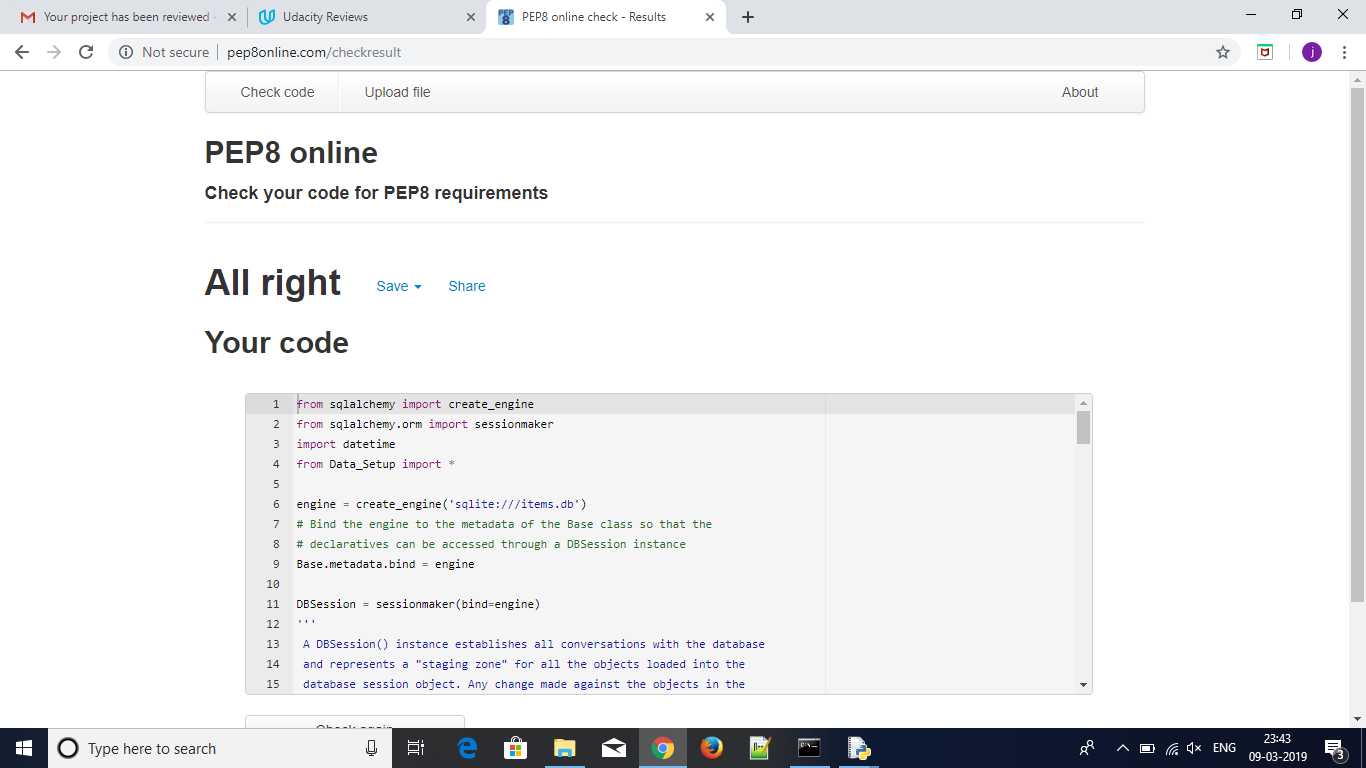 Your project has been reviewed -
Udacity Reviews
PEP8 online check - Results
Not secure
pep8online.com/checkresult
j
Check code
Upload file
About
PEP8 online
Check your code for PEP8 requirements
All right
Save
Share
Your code
1 from sqlalchemy import create_engine
2 from sqlalchemy.orm import sessionmaker
3 import datetime
4 from Data_Setup import *
5
6 engine = create_engine('sqlite:///items.db')
7 # Bind the engine to the metadata of the Base class so that the
8 # declaratives can be accessed through a DBSession instance
9 Base.metadata.bind = engine
10
11 DBSession = sessionmaker(bind=engine)
12 '''
13 A DBSession() instance establishes all conversations with the database
14 and represents a "staging zone" for all the objects loaded into the
15 database session object. Any change made against the objects in the
Check again
Type here to search
ENG
23:43
09-03-2019
3